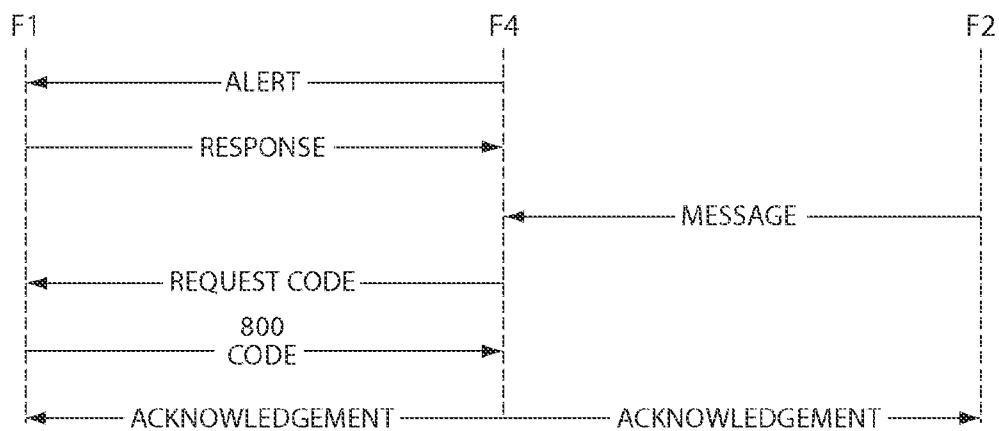 F1 F4 F2
ALERT
RESPONSE
MESSAGE
REQUEST CODE
800
CODE
ACKNOWLEDGEMENT ACKNOWLEDGEMENT